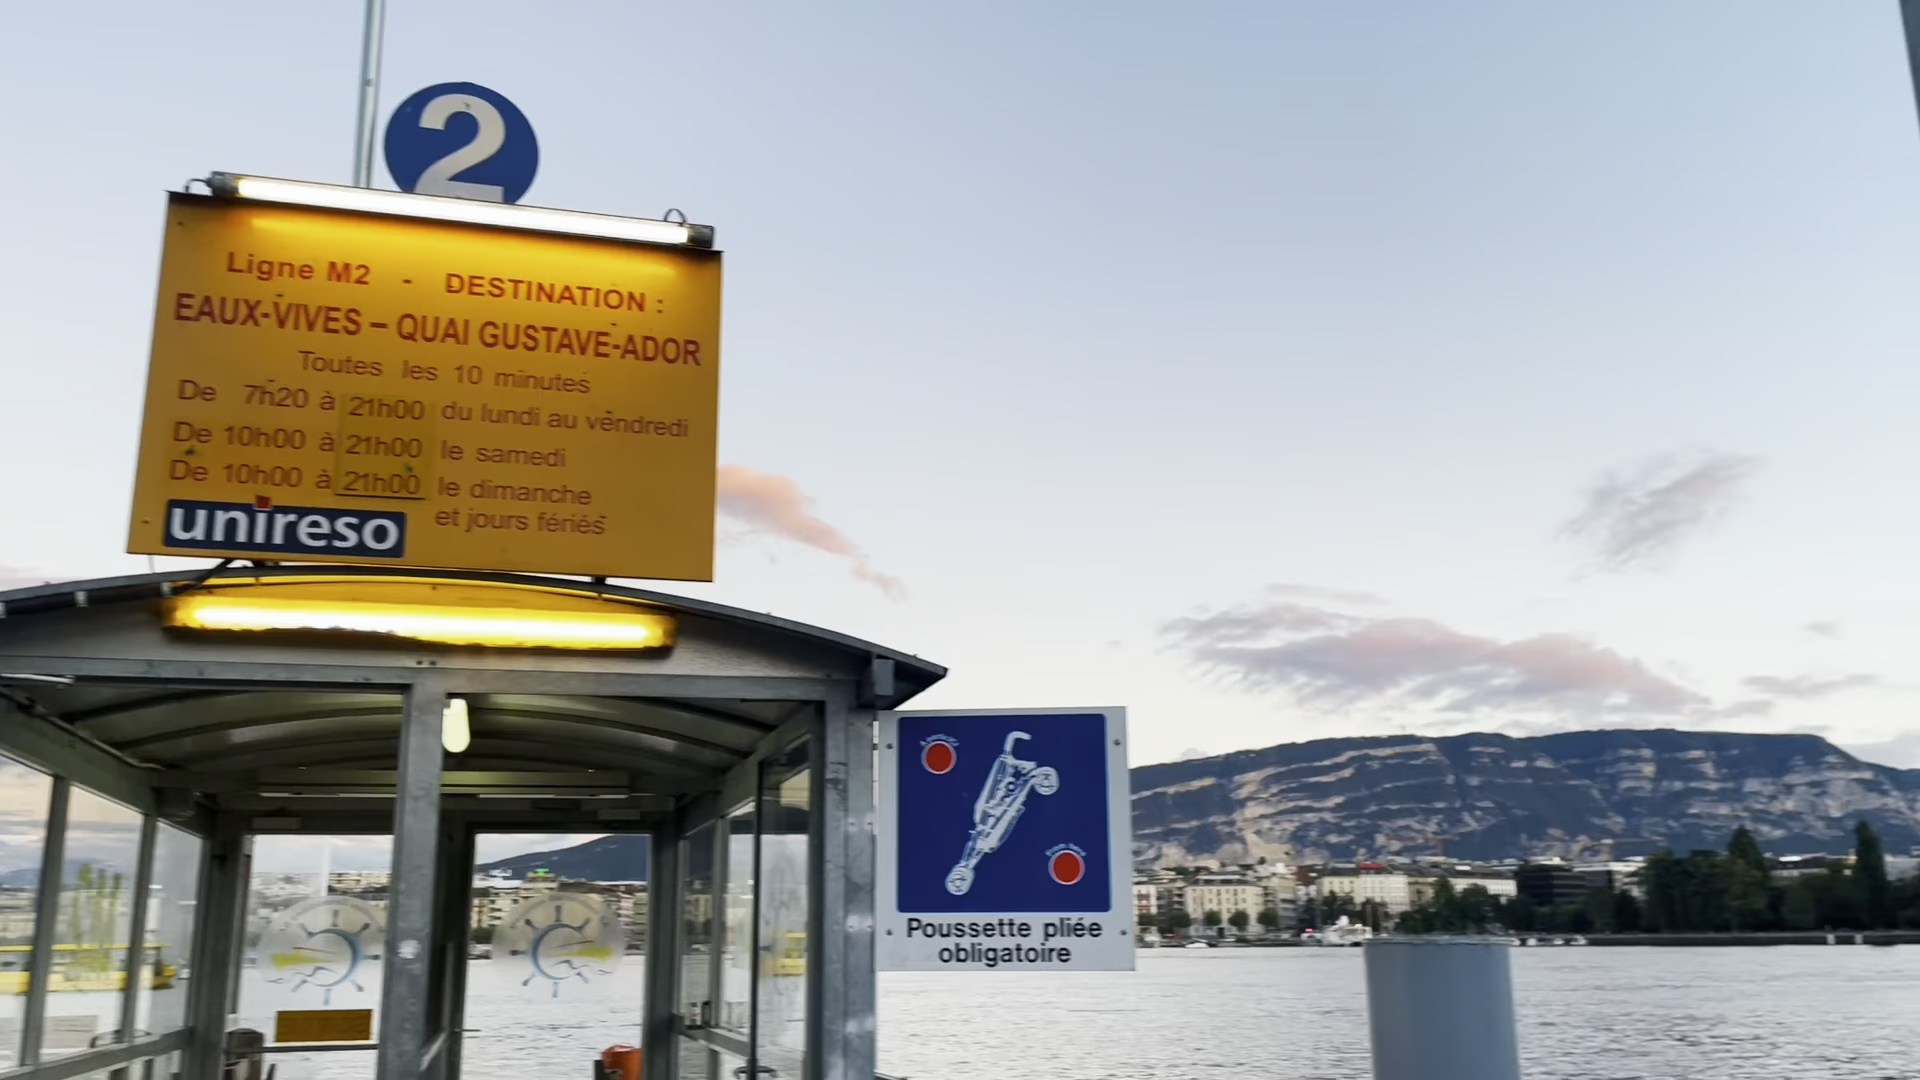 2
Ligne M2 - DESTINATION :
EAUX-VIVES – QUAI GUSTAVE-ADOR
Toutes les 10 minutes
De 7h20 à 21h00 du lundi au vendredi
De 10h00 à 21h00 le samedi
De 10h00 à 21h00 le dimanche
et jours fériés
unireso
Poussette pliée
obligatoire